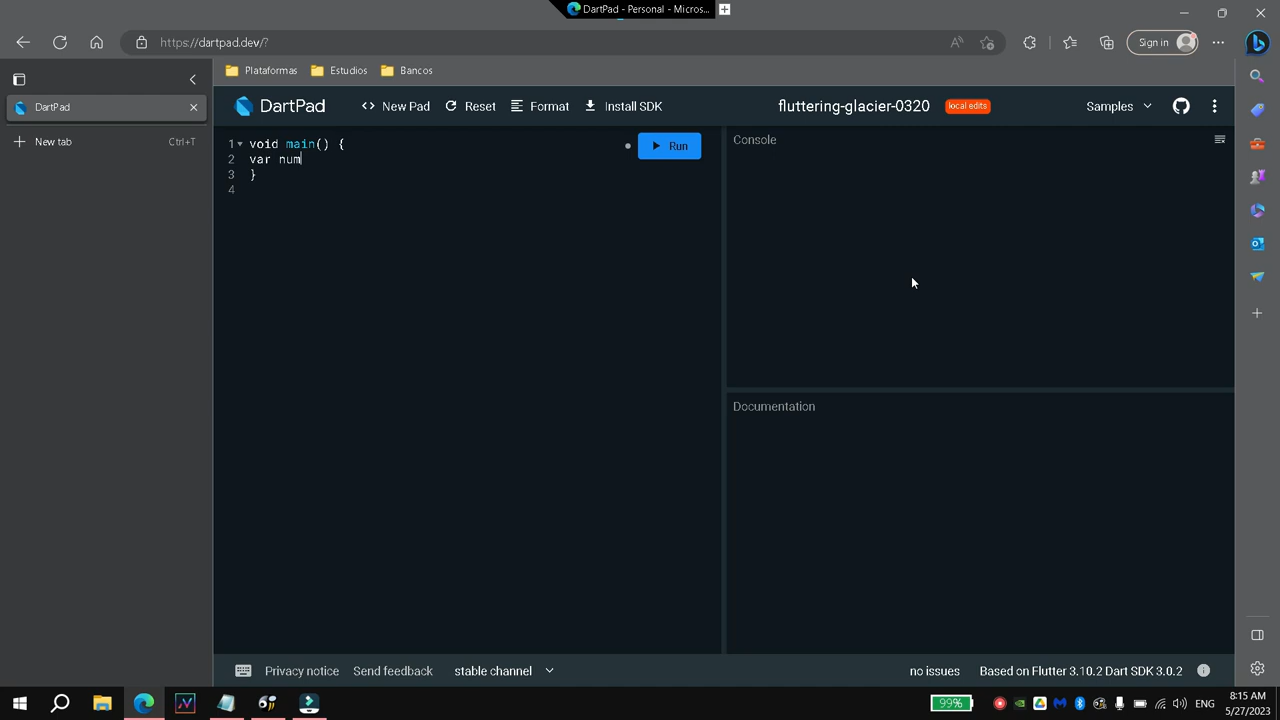 DartPad - Personal - Micros...
https://dartpad.dev/?
Sign in
Plataformas
Estudios
Bancos
DartPad
New tab
Ctrl+T
DartPad
New Pad
Reset
Format
Install SDK
fluttering-glacier-0320
local edits
Samples
1 void main() {
2 var num
3 }
4
Run
Console
Documentation
Privacy notice
Send feedback
stable channel
no issues
Based on Flutter 3.10.2 Dart SDK 3.0.2
99%
ENG
8:15 AM
5/27/2023